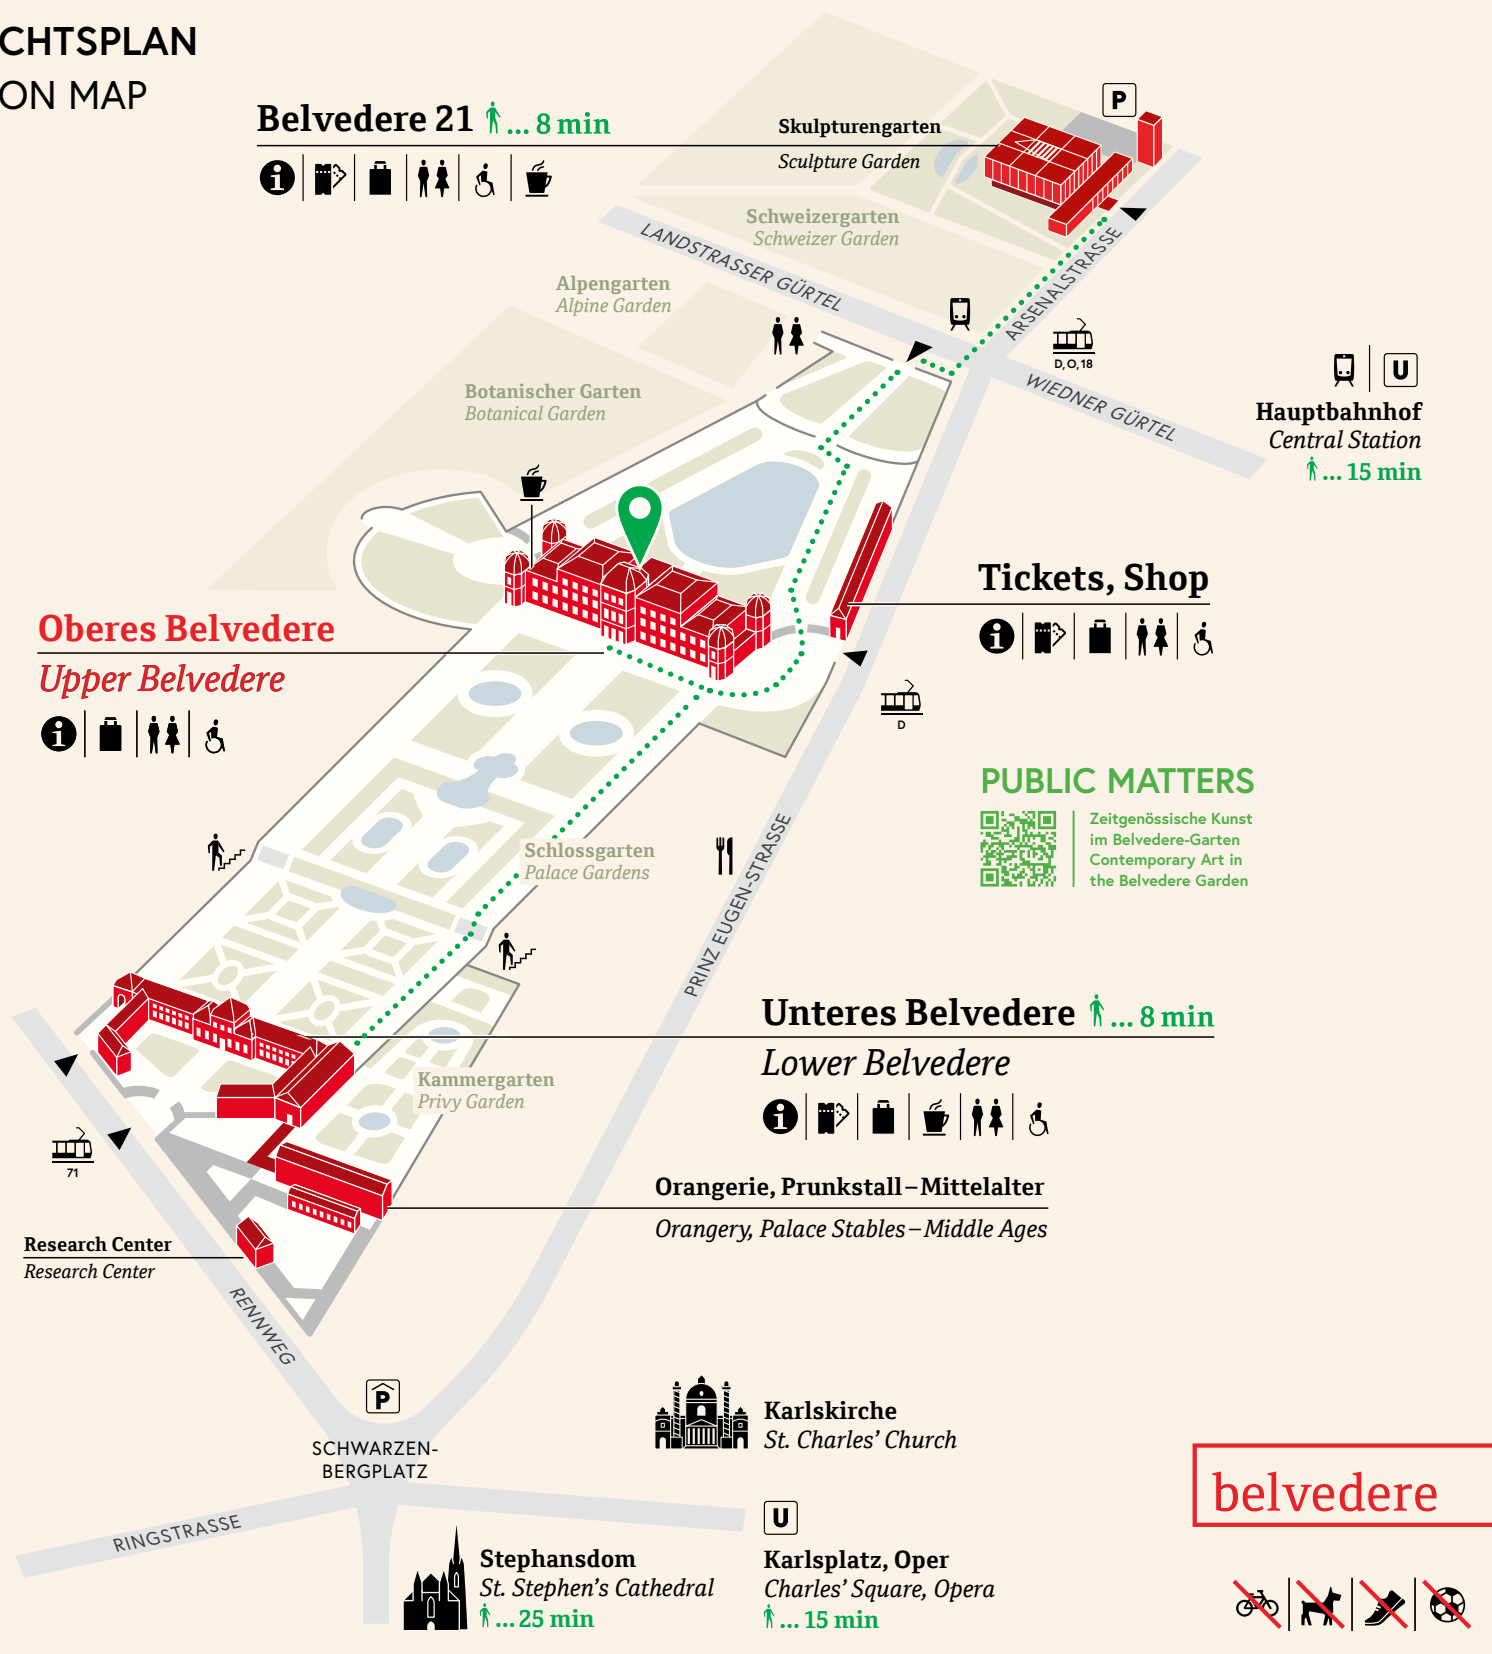 CHTSPLAN
ON MAP
Belvedere 21 ... 8 min
Skulpturengarten
Sculpture Garden
P
Schweizergarten
Schweizer Garden
LANDSTRASSER GÜRTEL
ARSENALSTRASSE
Alpengarten
Alpine Garden
D, O, 18
WIEDNER GÜRTEL
U
Hauptbahnhof
Central Station
... 15 min
Botanischer Garten
Botanical Garden
Tickets, Shop
Oberes Belvedere
Upper Belvedere
D
PUBLIC MATTERS
Zeitgenössische Kunst
im Belvedere-Garten
Contemporary Art in
the Belvedere Garden
Schlossgarten
Palace Gardens
PRINZ EUGEN-STRASSE
Unteres Belvedere ... 8 min
Lower Belvedere
Kammergarten
Privy Garden
71
Orangerie, Prunkstall – Mittelalter
Orangery, Palace Stables – Middle Ages
Research Center
Research Center
RENNWEG
P
SCHWARZEN-
BERGPLATZ
Karlskirche
St. Charles’ Church
belvedere
RINGSTRASSE
Stephansdom
St. Stephen’s Cathedral
... 25 min
U
Karlsplatz, Oper
Charles’ Square, Opera
... 15 min